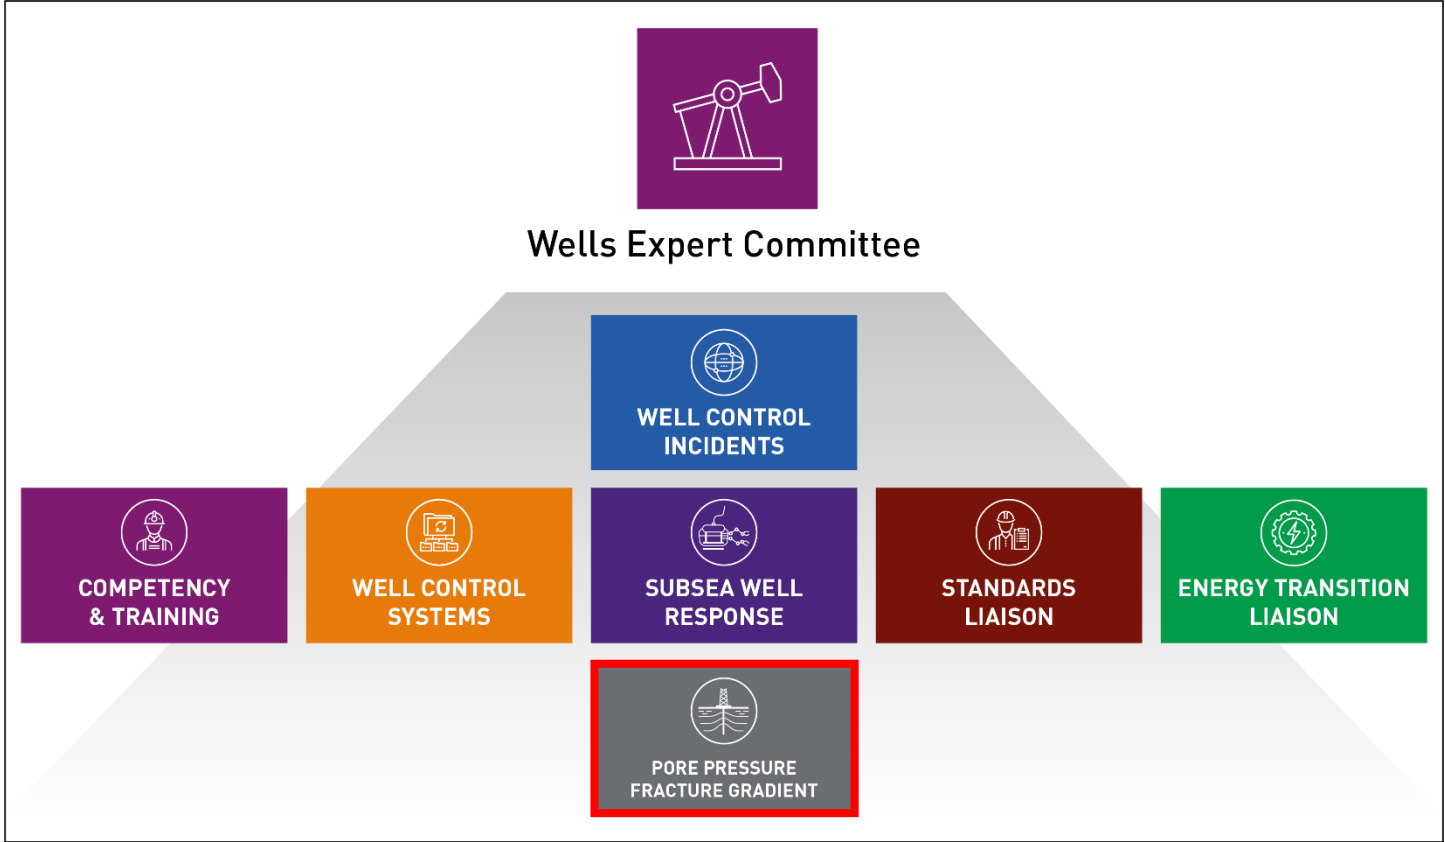 Wells Expert Committee
WELL CONTROL
INCIDENTS
COMPETENCY
& TRAINING
WELL CONTROL
SYSTEMS
SUBSEA WELL
RESPONSE
STANDARDS
LIAISON
ENERGY TRANSITION
LIAISON
PORE PRESSURE
FRACTURE GRADIENT